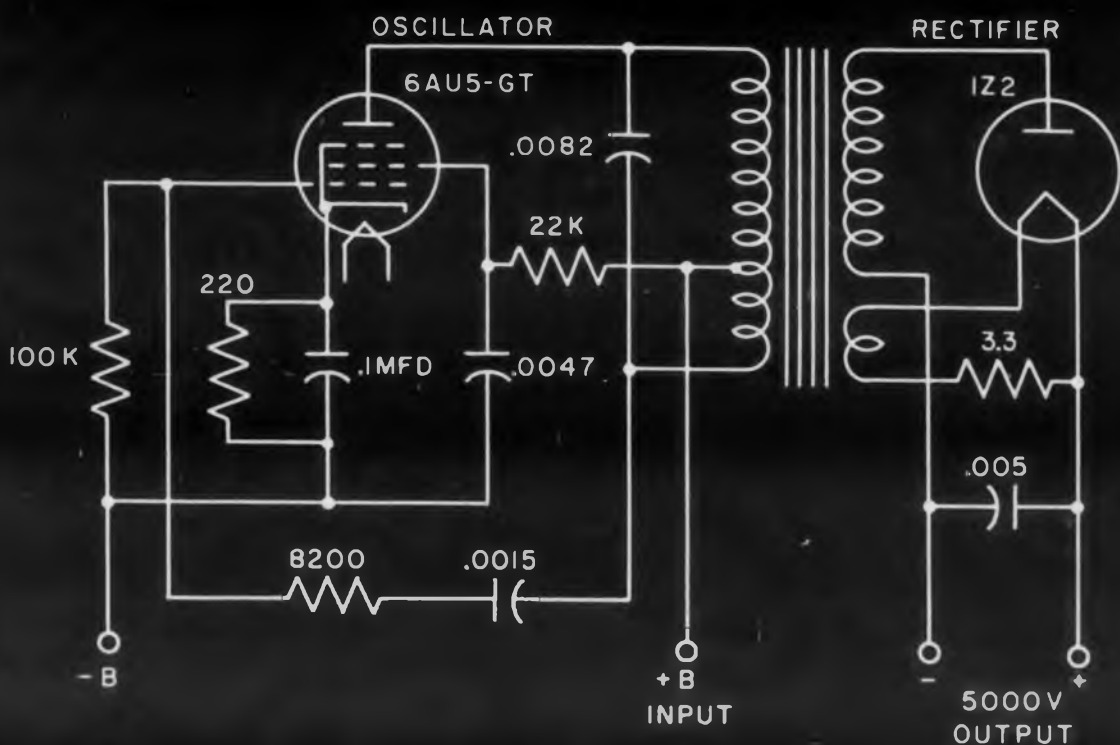 OSCILLATOR
RECTIFIER
6AU5-GT
1Z2
.0082
22K
220
100K
.1MFD
.0047
3.3
.005
8200
.0015
-B
+B
INPUT
-
+
5000V
OUTPUT